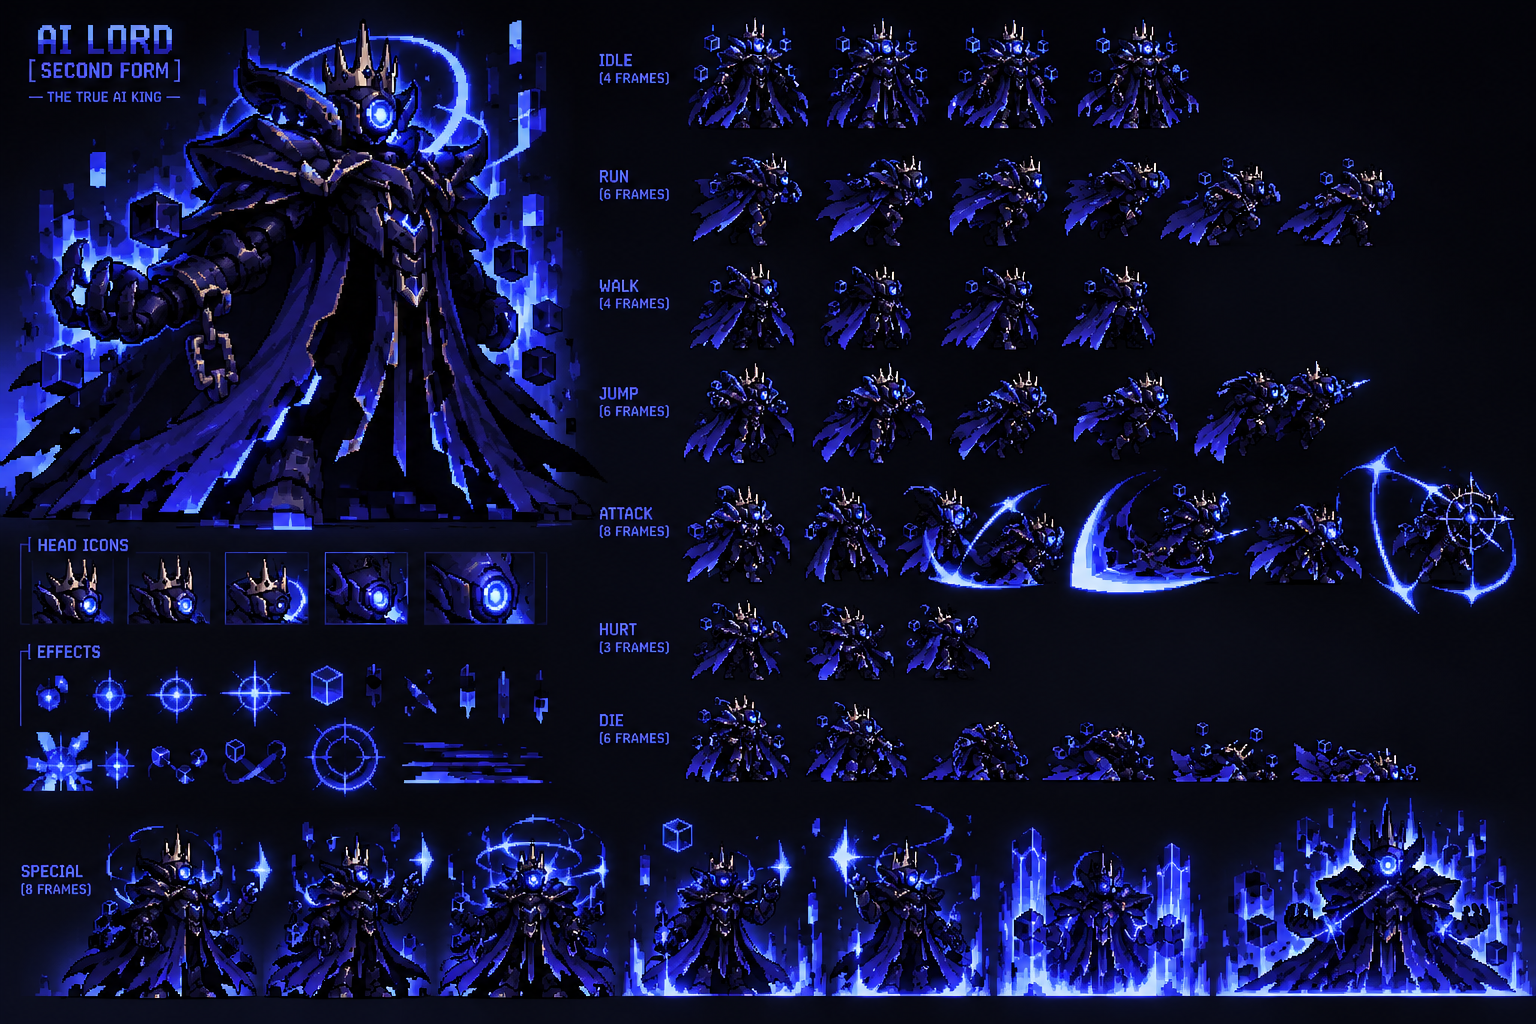 AI LORD
[ SECOND FORM ]
— THE TRUE AI KING —
IDLE
(4 FRAMES)
RUN
(6 FRAMES)
WALK
(4 FRAMES)
JUMP
(6 FRAMES)
ATTACK
(8 FRAMES)
HURT
(3 FRAMES)
DIE
(6 FRAMES)
HEAD ICONS
EFFECTS
SPECIAL
(8 FRAMES)